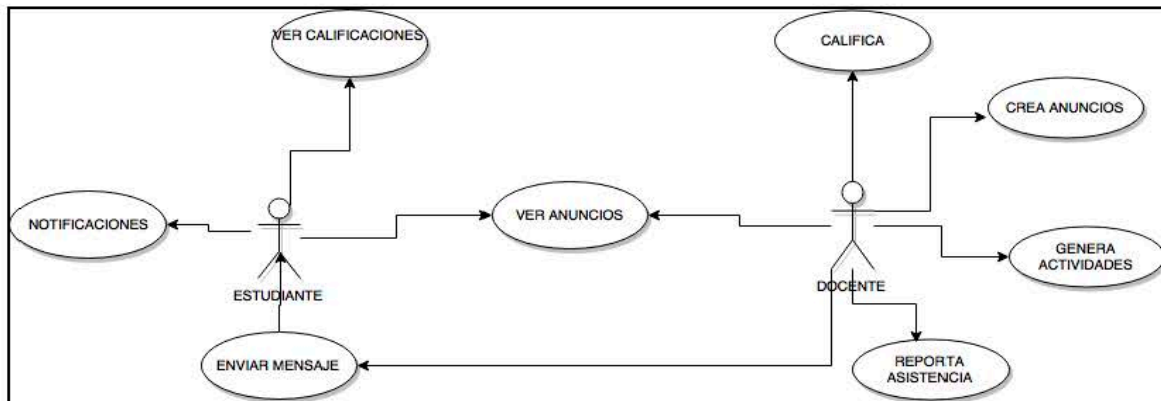 VER CALIFICACIONES
CALIFICA
CREA ANUNCIOS
NOTIFICACIONES
VER ANUNCIOS
GENERA
ACTIVIDADES
ESTUDIANTE
DOCENTE
ENVIAR MENSAJE
REPORTA
ASISTENCIA